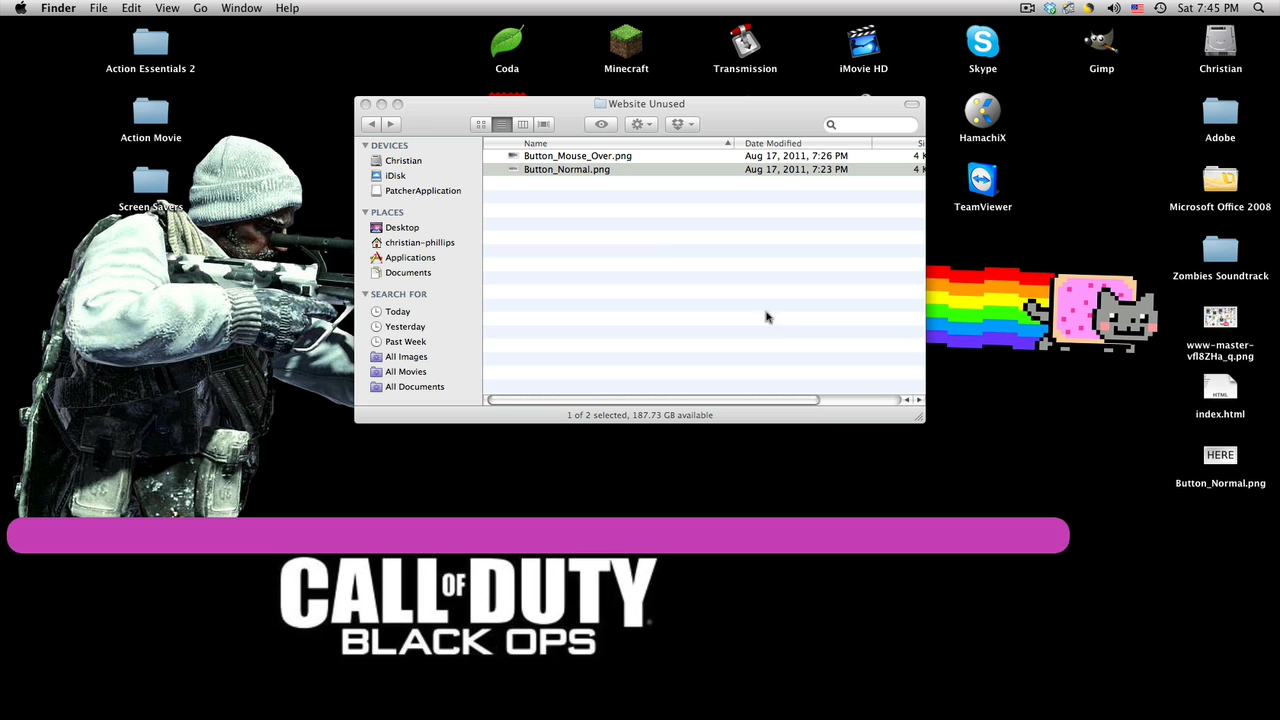 Finder File Edit View Go Window Help Sat 7:45 PM
Action Essentials 2
Coda
Minecraft
Transmission
iMovie HD
Skype
Gimp
Christian
Action Movie
HamachiX
Adobe
Screen Savers
TeamViewer
Microsoft Office 2008
Zombies Soundtrack
www-master-
vfl8ZHa_q.png
HTML
index.html
HERE
Button_Normal.png
Website Unused
Name Date Modified Si
Button_Mouse_Over.png Aug 17, 2011, 7:26 PM 4 K
Button_Normal.png Aug 17, 2011, 7:23 PM 4 K
DEVICES
Christian
iDisk
PatcherApplication
PLACES
Desktop
christian-phillips
Applications
Documents
SEARCH FOR
Today
Yesterday
Past Week
All Images
All Movies
All Documents
1 of 2 selected, 187.73 GB available
CALL OF DUTY
BLACK OPS